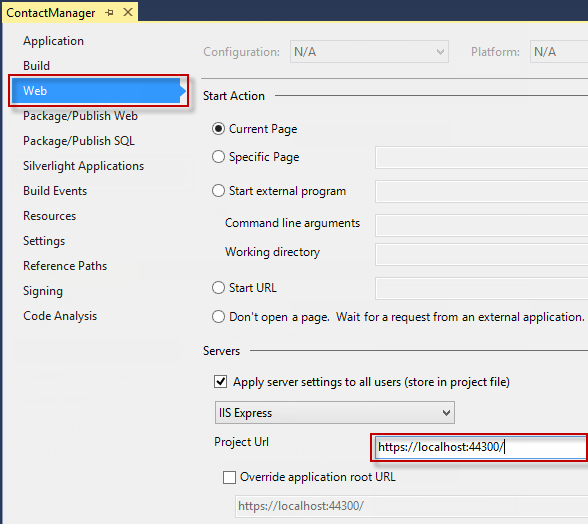 ContactManager
Application
Build
Web
Package/Publish Web
Package/Publish SQL
Silverlight Applications
Build Events
Resources
Settings
Reference Paths
Signing
Code Analysis
Configuration: N/A Platform: N/A
Start Action
Current Page
Specific Page
Start external program
Command line arguments
Working directory
Start URL
Don't open a page. Wait for a request from an external application.
Servers
Apply server settings to all users (store in project file)
IIS Express
Project Url https://localhost:44300/
Override application root URL
https://localhost:44300/